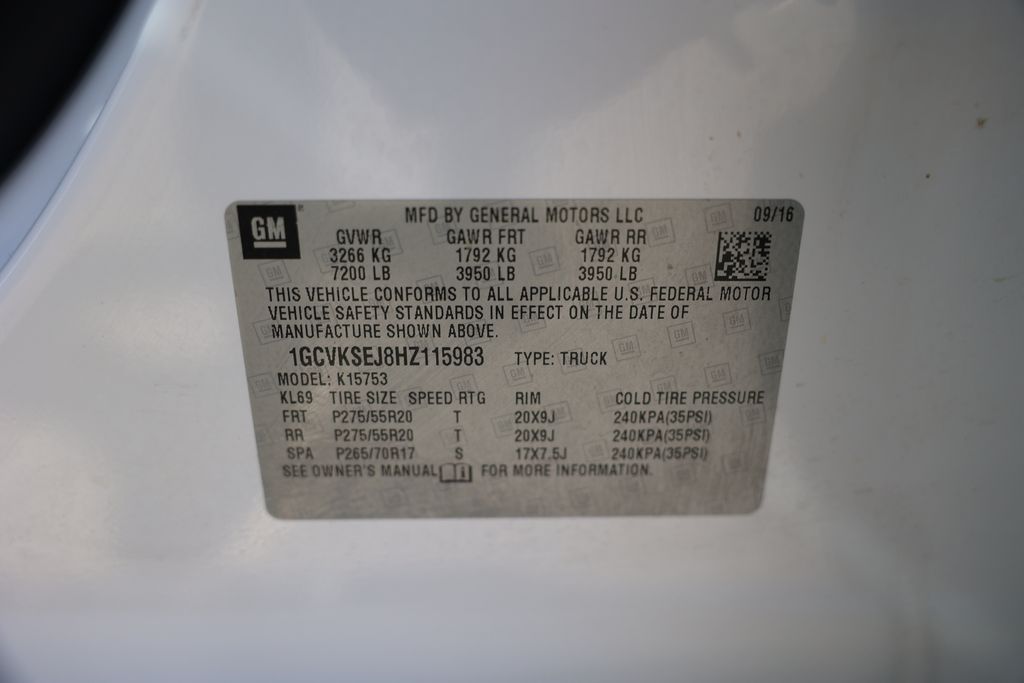 GM
MFD BY GENERAL MOTORS LLC 09/16
GVWR GAWR FRT GAWR RR
3266 KG 1792 KG 1792 KG
7200 LB 3950 LB 3950 LB
THIS VEHICLE CONFORMS TO ALL APPLICABLE U.S. FEDERAL MOTOR
VEHICLE SAFETY STANDARDS IN EFFECT ON THE DATE OF
MANUFACTURE SHOWN ABOVE.
1GCVKSEJ8HZ115983 TYPE: TRUCK
MODEL: K15753
KL69 TIRE SIZE SPEED RTG RIM COLD TIRE PRESSURE
FRT P275/55R20 T 20X9J 240KPA(35PSI)
RR P275/55R20 T 20X9J 240KPA(35PSI)
SPA P265/70R17 S 17X7.5J 240KPA(35PSI)
SEE OWNER'S MANUAL FOR MORE INFORMATION.